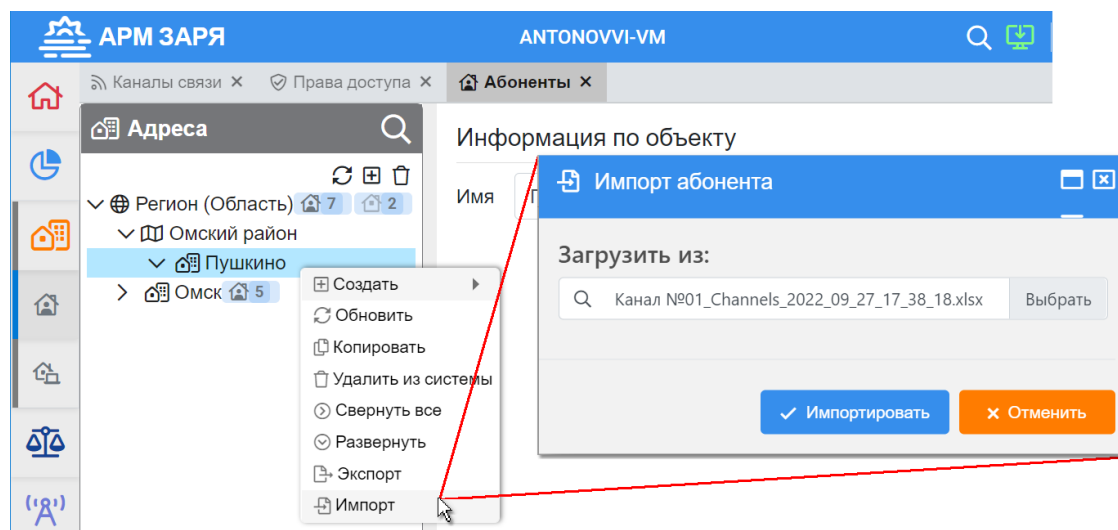 АРМ ЗАРЯ
ANTONOVVI-VM
Каналы связи
Права доступа
Абоненты
Адреса
Регион (Область) 7 2
Омский район
Пушкино
Омск 5
Создать
Обновить
Копировать
Удалить из системы
Свернуть все
Развернуть
Экспорт
Импорт
Информация по объекту
Имя
Импорт абонента
Загрузить из:
Канал №01_Channels_2022_09_27_17_38_18.xlsx Выбрать
Импортировать Отменить